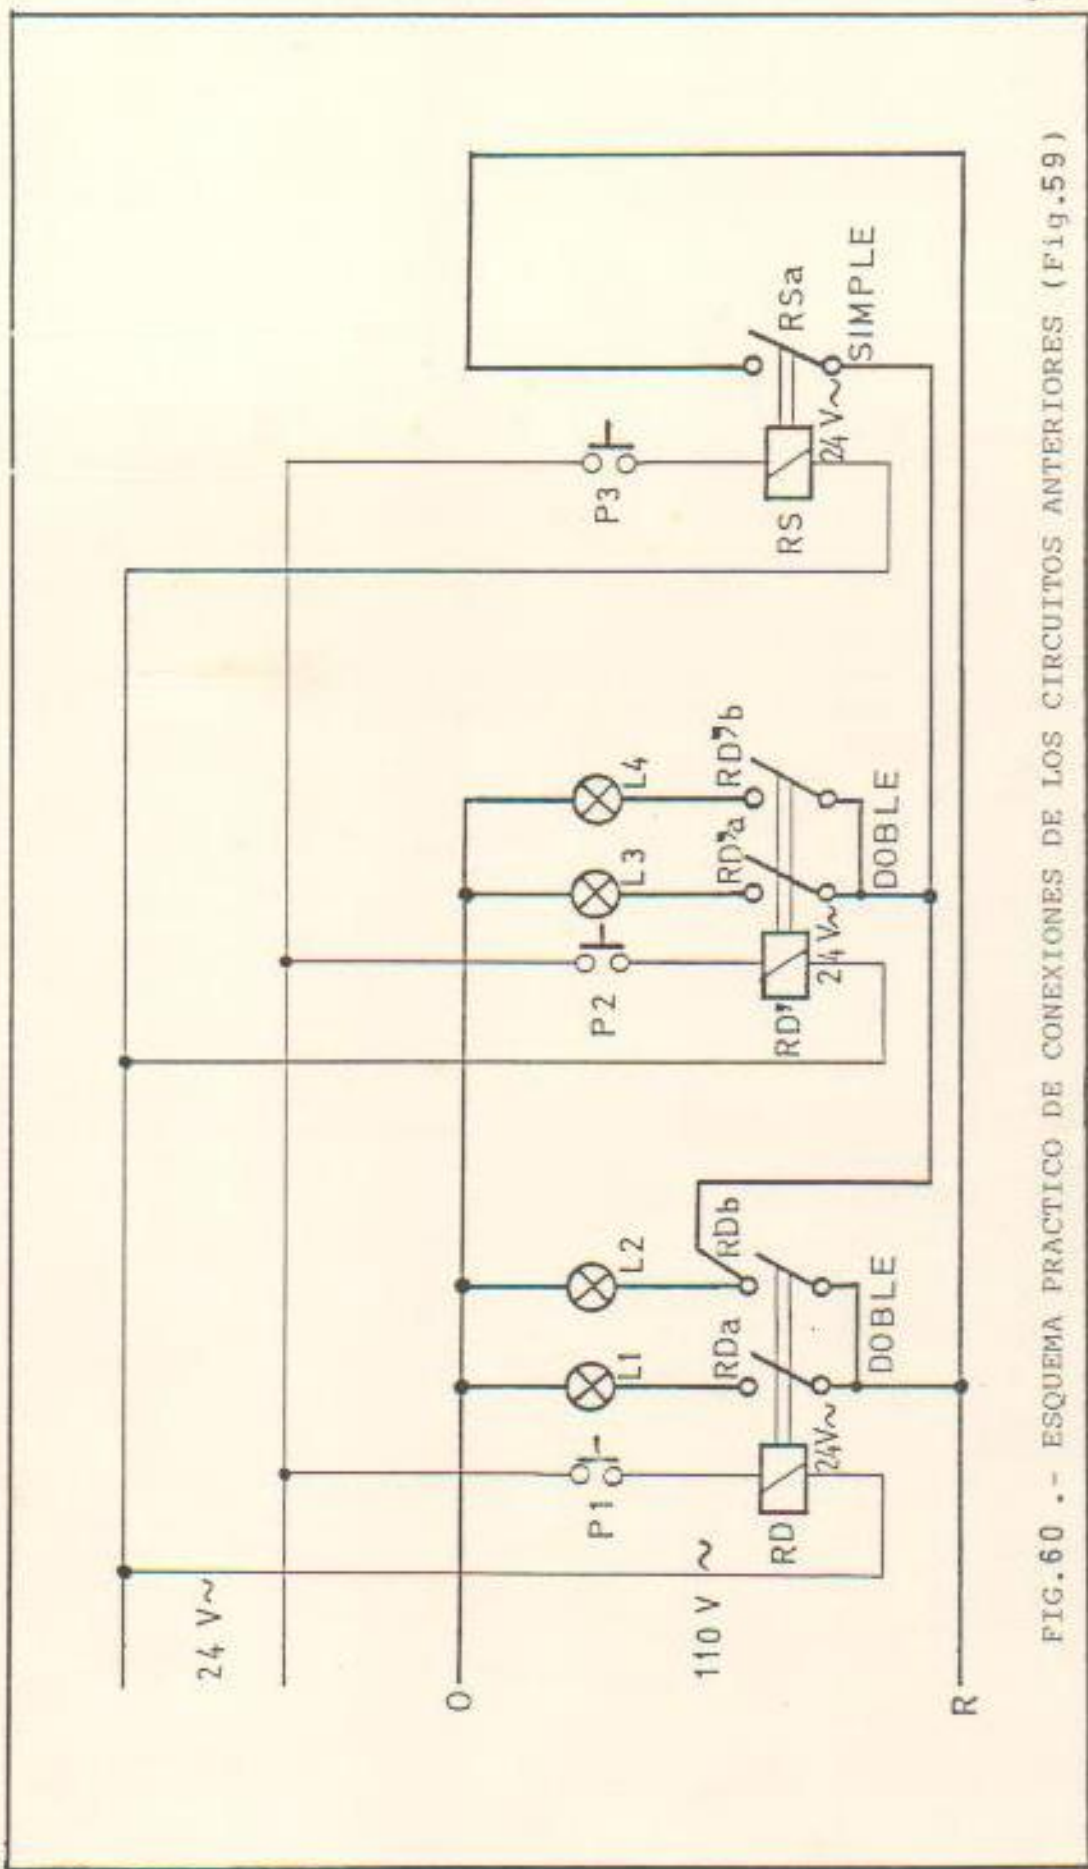 24 V~
O
110 V ~
R
P1
RD
24V~
L1
RDa
L2
RDb
DOBLE
P2
RD'
24 V~
L3
RD'a
L4
RD'b
DOBLE
P3
RS
24 V~
RSa
SIMPLE
FIG.60 .- ESQUEMA PRACTICO DE CONEXIONES DE LOS CIRCUITOS ANTERIORES (Fig.59)